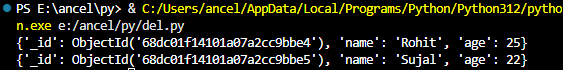 PS E:\ancel\py> & C:/Users/ancel/AppData/Local/Programs/Python/Python312/pytho
n.exe e:/ancel/py/del.py
{'_id': ObjectId('68dc01f14101a07a2cc9bbe4'), 'name': 'Rohit', 'age': 25}
{'_id': ObjectId('68dc01f14101a07a2cc9bbe5'), 'name': 'Sujal', 'age': 22}